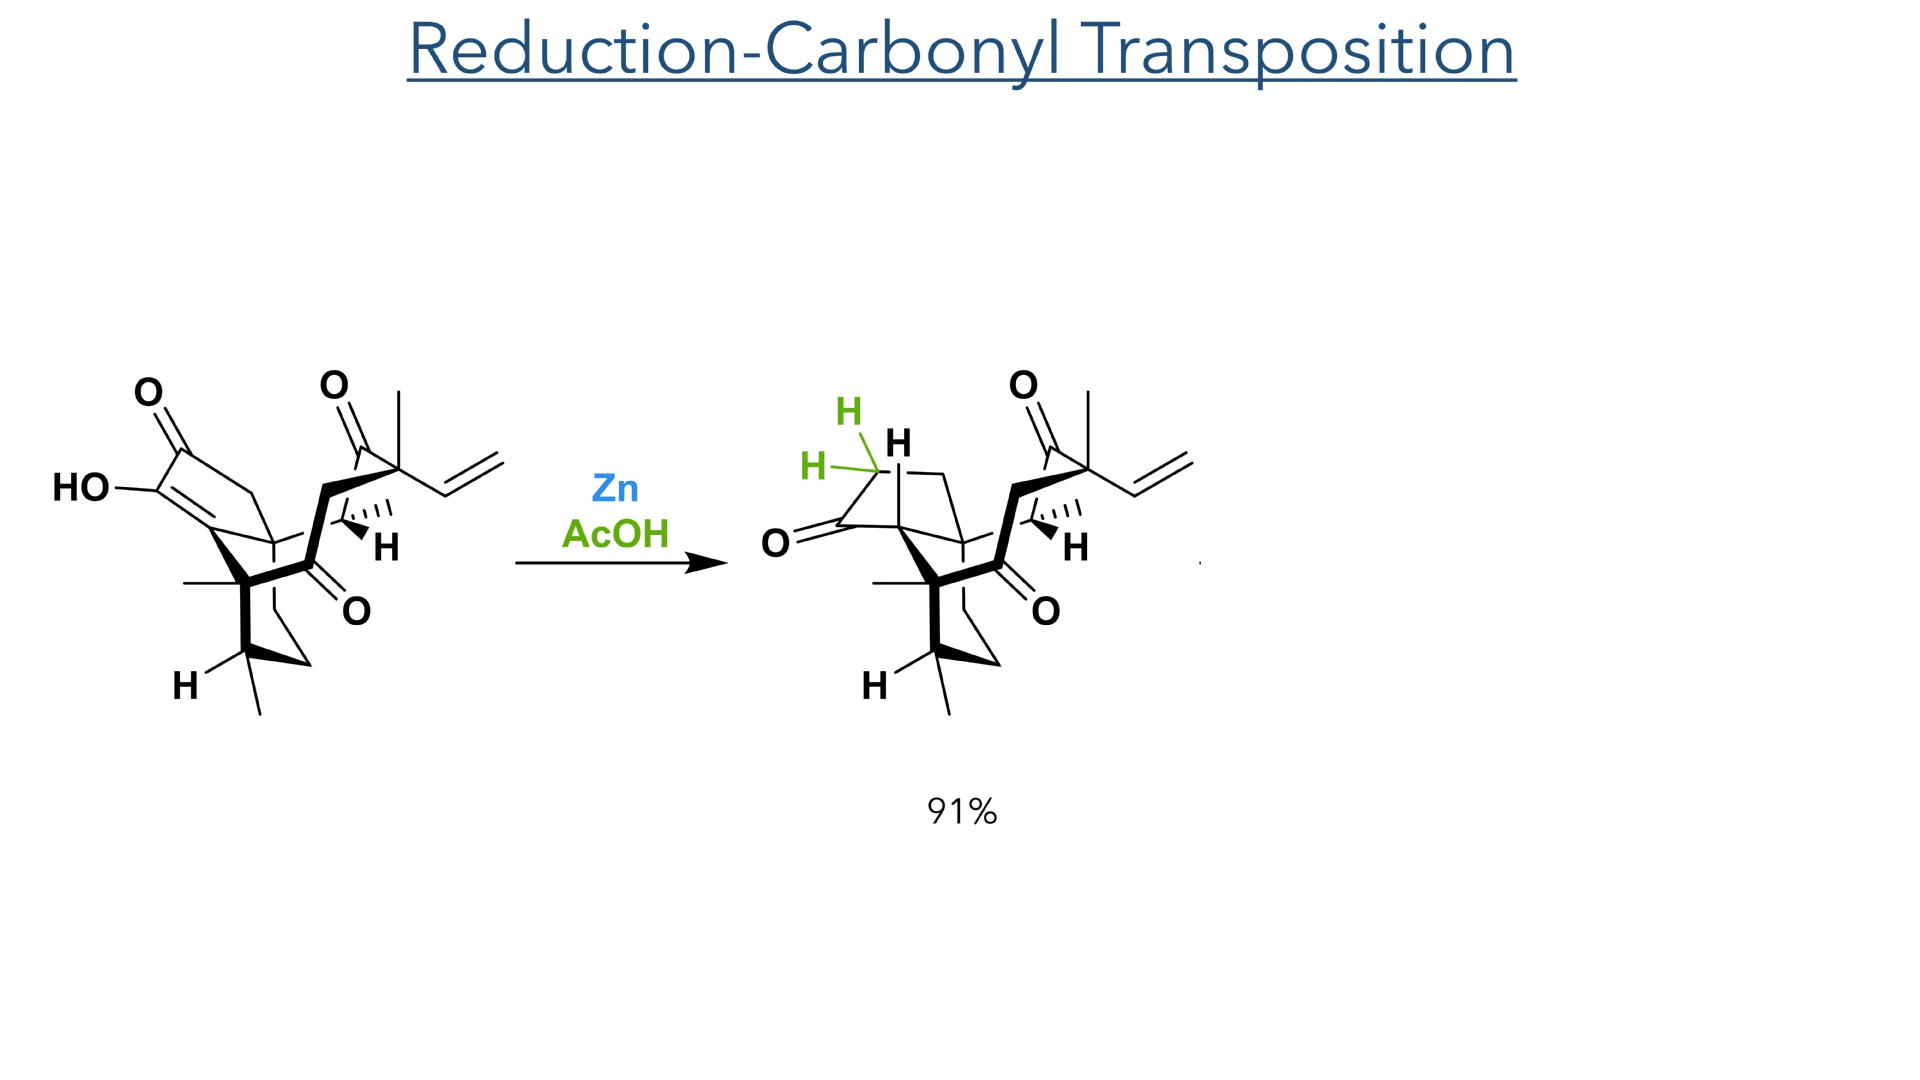 Reduction-Carbonyl Transposition
O
HO
O
H
O
H
Zn
AcOH
H
H
H
O
O
H
O
H
91%